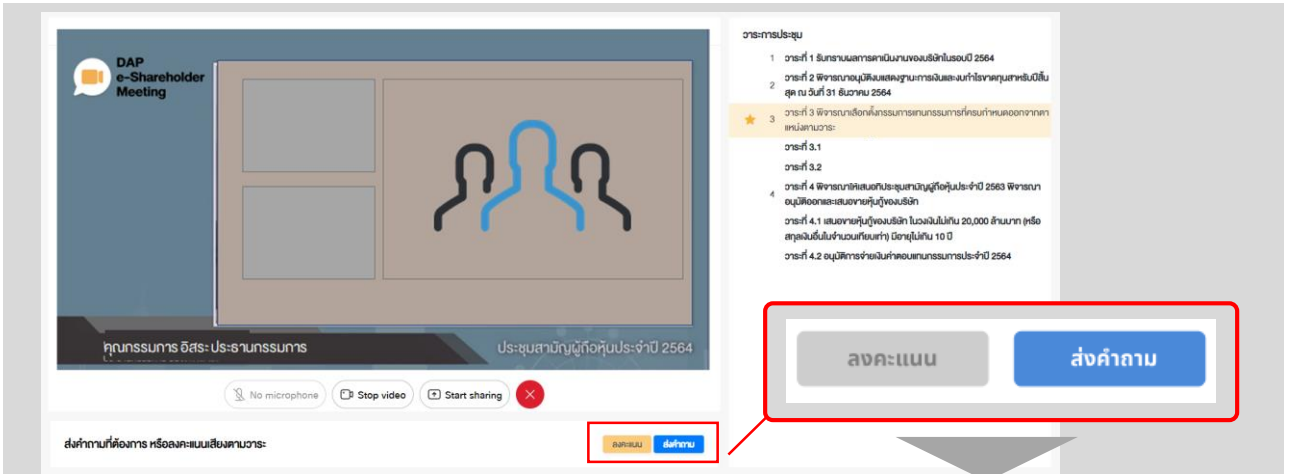 DAP
e-Shareholder
Meeting
คุณกรรมการ อิสระ ประธานกรรมการ
ประชุมสามัญผู้ถือหุ้นประจำปี 2564
No microphone
Stop video
Start sharing
ส่งคำถามที่ต้องการ หรือลงคะแนนเสียงตามวาระ
ลงคะแนน
ส่งคำถาม
วาระการประชุม
1 วาระที่ 1 รับทราบผลการดำเนินงานของบริษัทในรอบปี 2564
2 วาระที่ 2 พิจารณาอนุมัติงบแสดงฐานะการเงินและงบกำไรขาดทุนสำหรับปีสิ้น
สุด ณ วันที่ 31 ธันวาคม 2564
3 วาระที่ 3 พิจารณาเลือกตั้งกรรมการแทนกรรมการที่ครบกำหนดออกจากตำ
แหน่งตามวาระ
วาระที่ 3.1
วาระที่ 3.2
4 วาระที่ 4 พิจารณาให้เสนอที่ประชุมสามัญผู้ถือหุ้นประจำปี 2563 พิจารณา
อนุมัติออกและเสนอขายหุ้นกู้ของบริษัท
วาระที่ 4.1 เสนอขายหุ้นกู้ของบริษัท ในวงเงินไม่เกิน 20,000 ล้านบาท (หรือ
สกุลเงินอื่นในจำนวนเทียบเท่า) มีอายุไม่เกิน 10 ปี
วาระที่ 4.2 อนุมัติการจ่ายเงินค่าตอบแทนกรรมการประจำปี 2564
ลงคะแนน
ส่งคำถาม